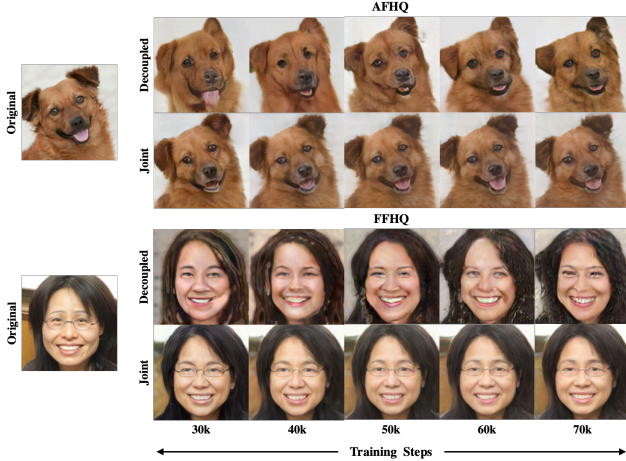 AFHQ
Original
Decoupled
Joint
FFHQ
Original
Decoupled
Joint
30k 40k 50k 60k 70k
Training Steps